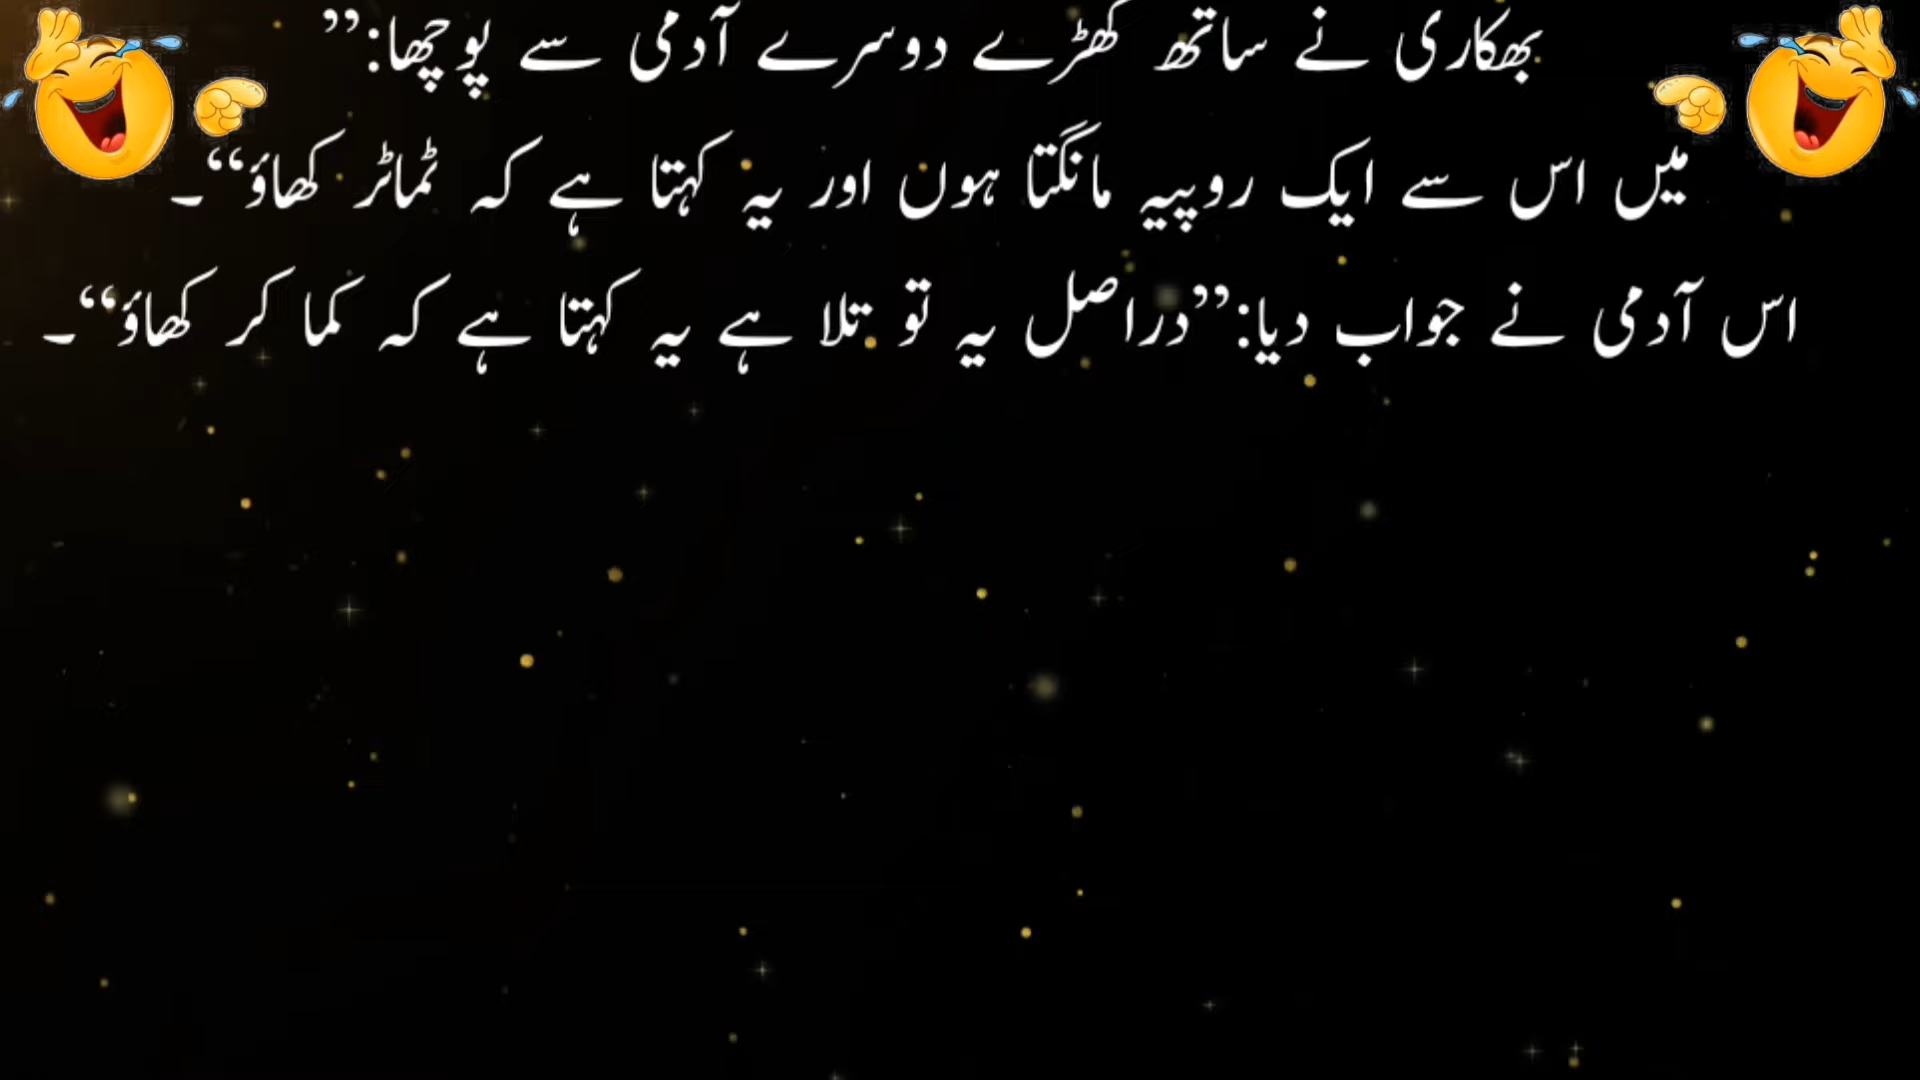 بھکاری نے ساتھ کھڑے دوسرے آدمی سے پوچھا:’’
میں اس سے ایک روپیہ مانگتا ہوں اور یہ کہتا ہے کہ ٹماٹر کھاؤ‘‘۔
اس آدمی نے جواب دیا:’’دراصل یہ تو تلا ہے یہ کہتا ہے کہ کما کر کھاؤ‘‘۔